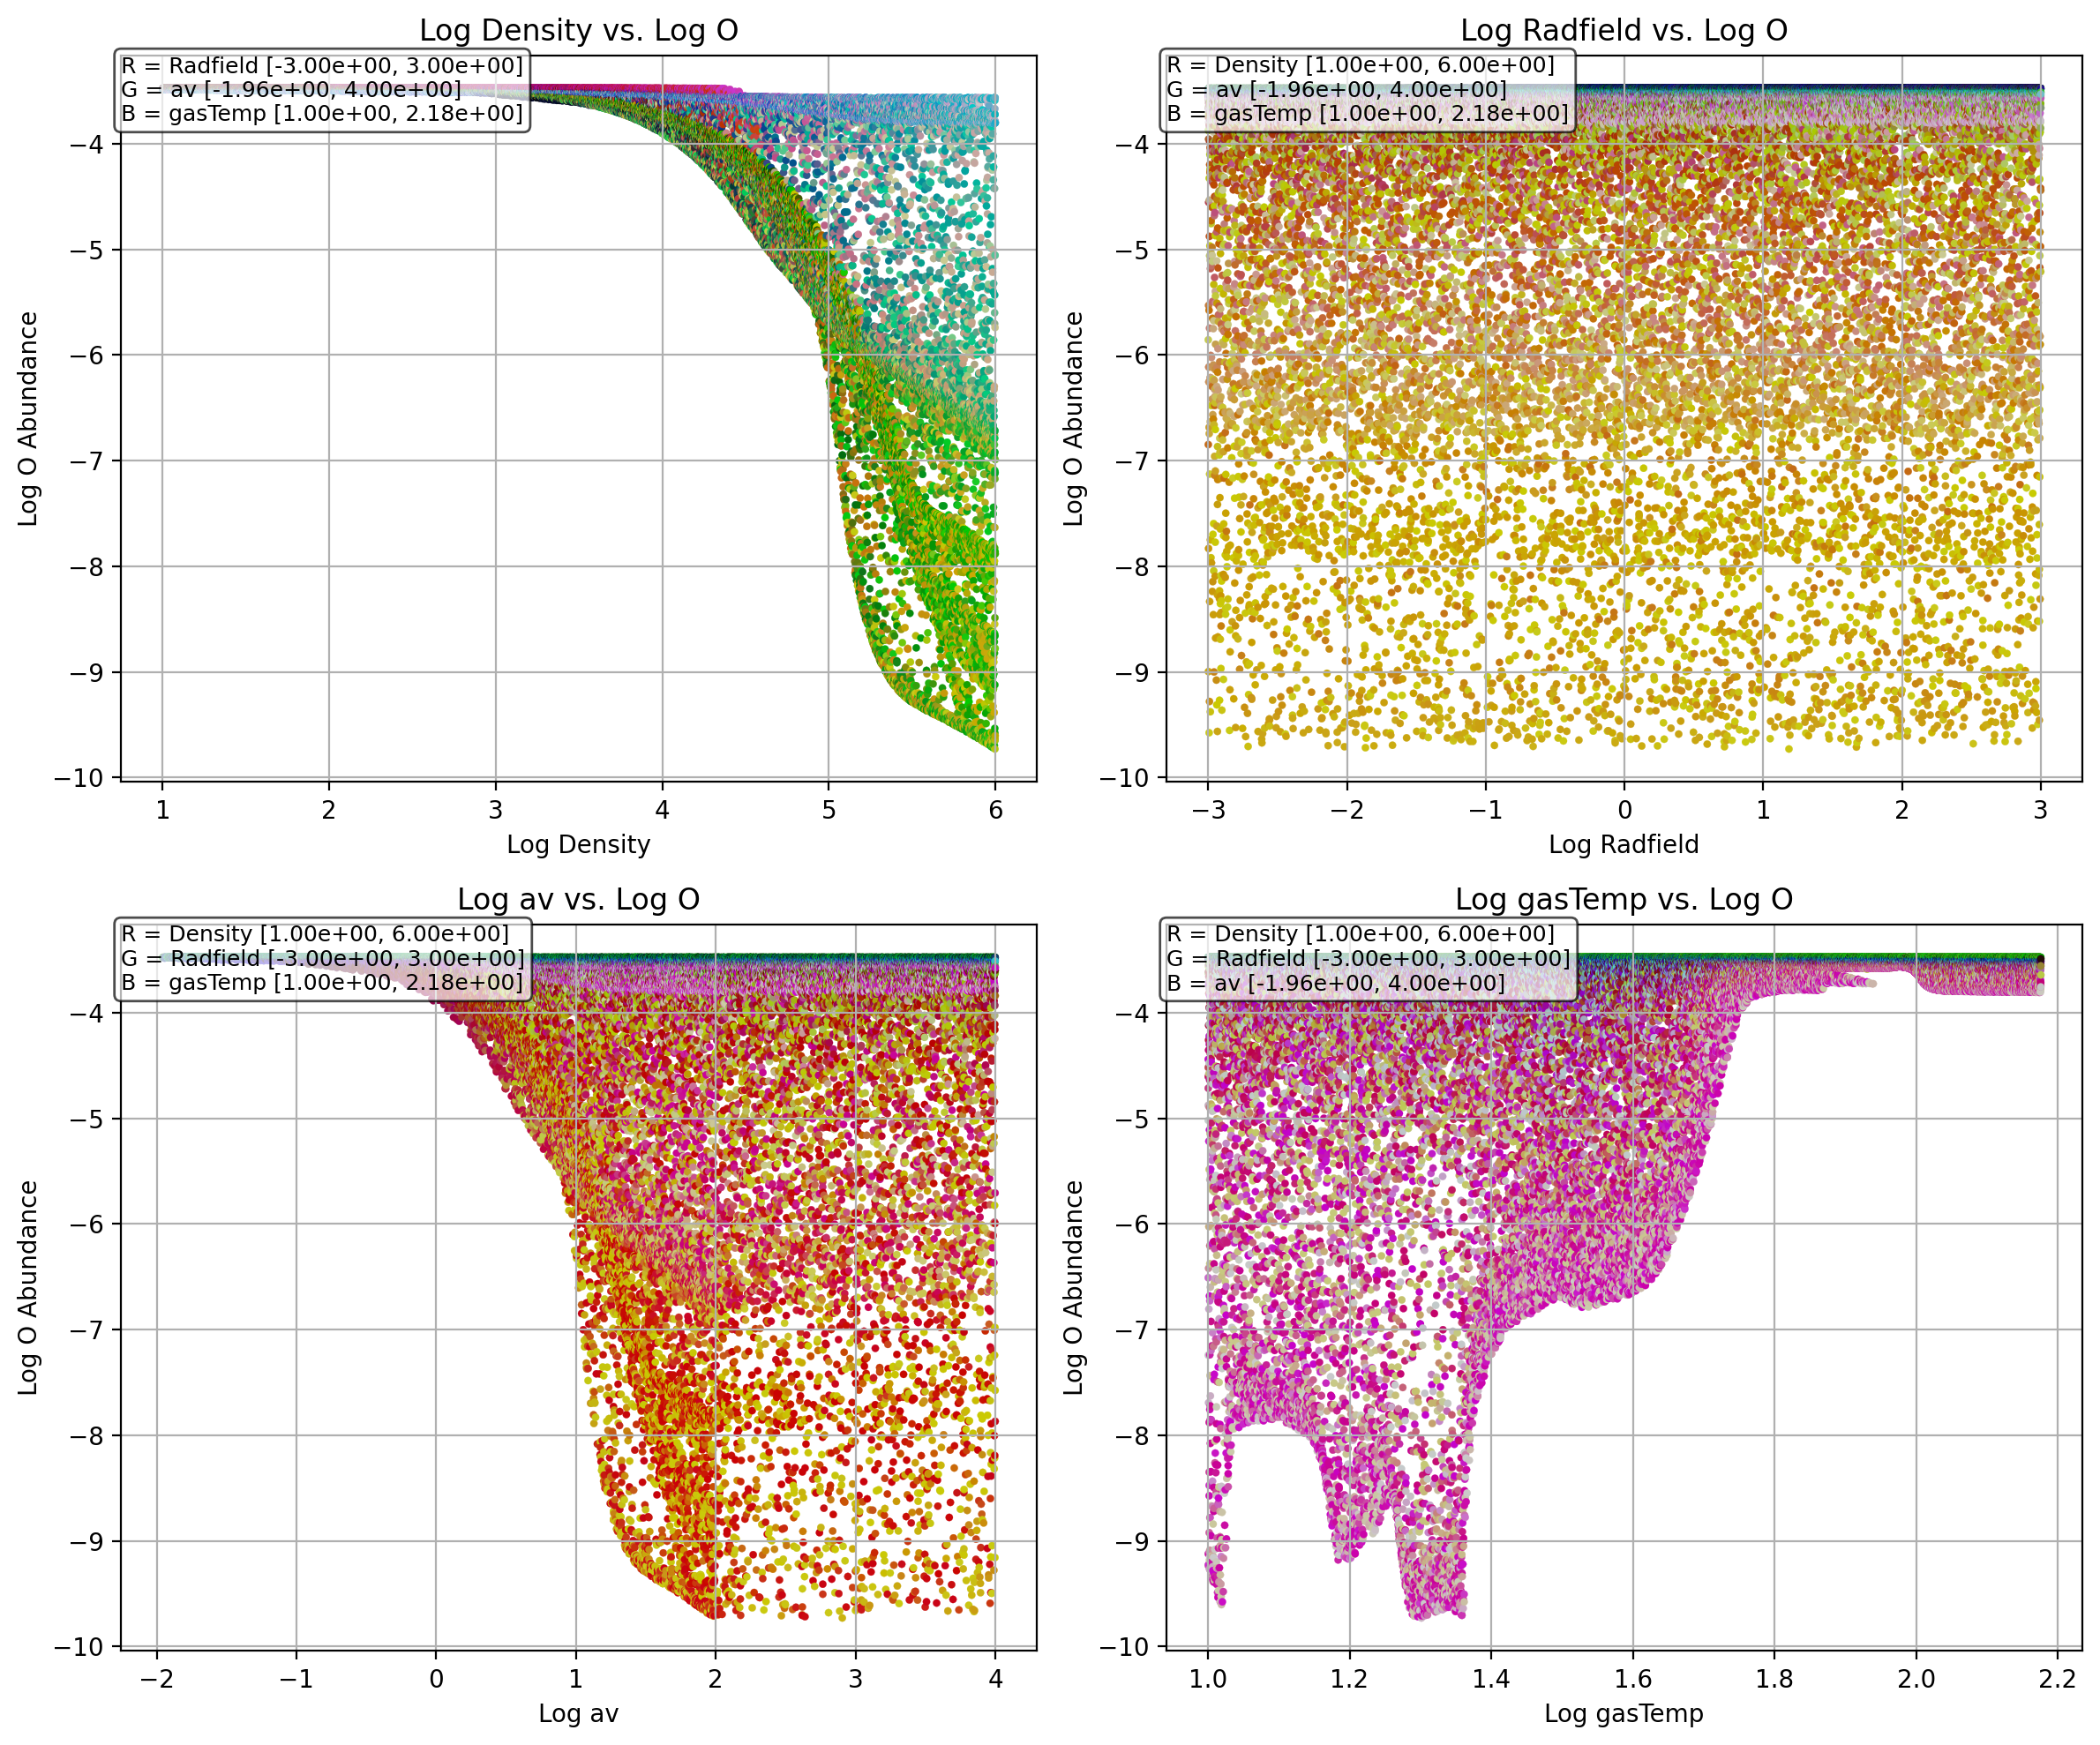 Log Density vs. Log O
R = Radfield [-3.00e+00, 3.00e+00]
G = av [-1.96e+00, 4.00e+00]
B = gasTemp [1.00e+00, 2.18e+00]
Log O Abundance
−4
−5
−6
−7
−8
−9
−10
1 2 3 4 5 6
Log Density
Log Radfield vs. Log O
R = Density [1.00e+00, 6.00e+00]
G = av [-1.96e+00, 4.00e+00]
B = gasTemp [1.00e+00, 2.18e+00]
Log O Abundance
−4
−5
−6
−7
−8
−9
−10
−3 −2 −1 0 1 2 3
Log Radfield
Log av vs. Log O
R = Density [1.00e+00, 6.00e+00]
G = Radfield [-3.00e+00, 3.00e+00]
B = gasTemp [1.00e+00, 2.18e+00]
Log O Abundance
−4
−5
−6
−7
−8
−9
−10
−2 −1 0 1 2 3 4
Log av
Log gasTemp vs. Log O
R = Density [1.00e+00, 6.00e+00]
G = Radfield [-3.00e+00, 3.00e+00]
B = av [-1.96e+00, 4.00e+00]
Log O Abundance
−4
−5
−6
−7
−8
−9
−10
1.0 1.2 1.4 1.6 1.8 2.0 2.2
Log gasTemp